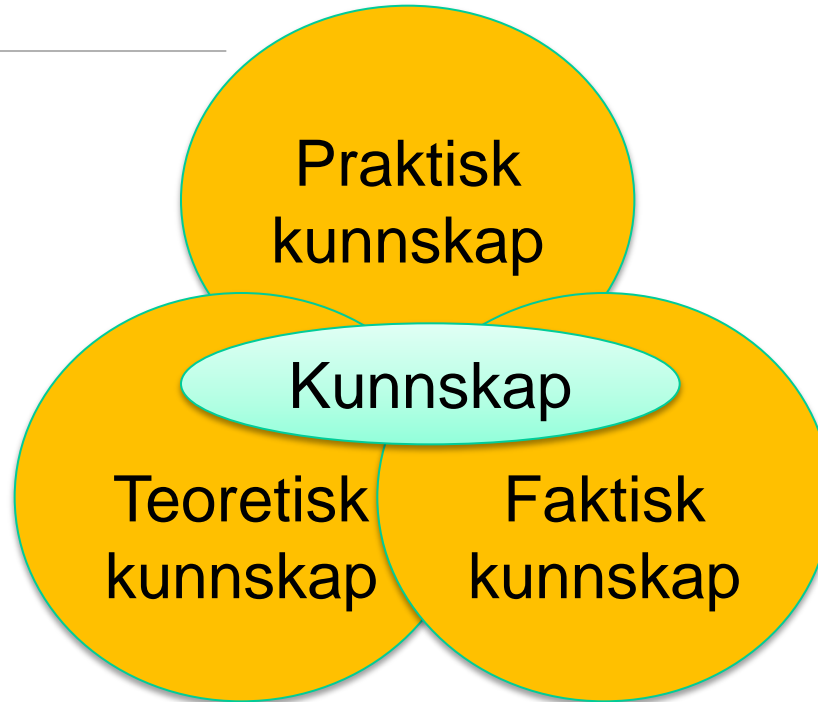 Praktisk
kunnskap
Kunnskap
Teoretisk
kunnskap
Faktisk
kunnskap